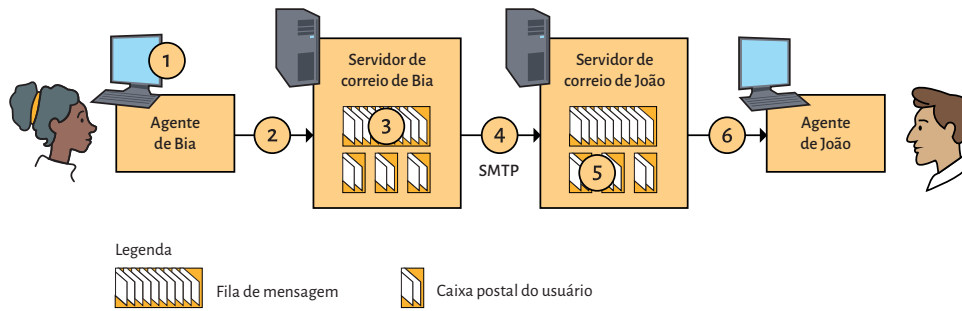 1
Servidor de
correio de Bia
Servidor de
correio de João
Agente
de Bia
2
3
4
SMTP
5
6
Agente
de João
Legenda
Fila de mensagem
Caixa postal do usuário